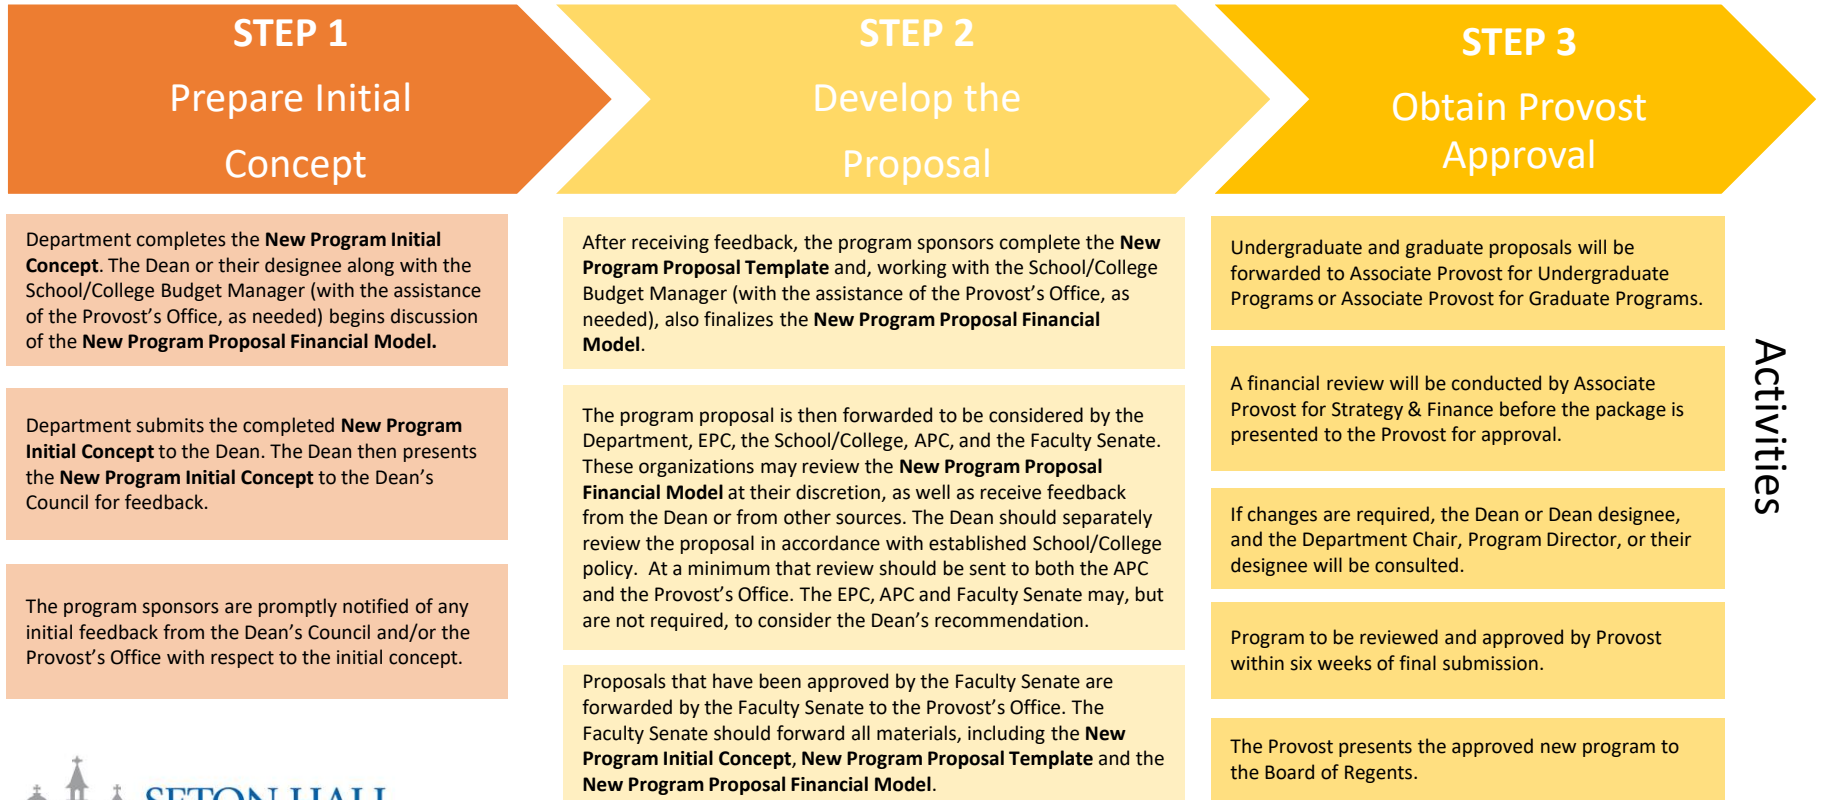 STEP 1
Prepare Initial
Concept
STEP 2
Develop the
Proposal
STEP 3
Obtain Provost
Approval
Department completes the New Program Initial
Concept. The Dean or their designee along with the
School/College Budget Manager (with the assistance
of the Provost’s Office, as needed) begins discussion
of the New Program Proposal Financial Model.
Department submits the completed New Program
Initial Concept to the Dean. The Dean then presents
the New Program Initial Concept to the Dean’s
Council for feedback.
The program sponsors are promptly notified of any
initial feedback from the Dean’s Council and/or the
Provost’s Office with respect to the initial concept.
After receiving feedback, the program sponsors complete the New
Program Proposal Template and, working with the School/College
Budget Manager (with the assistance of the Provost’s Office, as
needed), also finalizes the New Program Proposal Financial
Model.
The program proposal is then forwarded to be considered by the
Department, EPC, the School/College, APC, and the Faculty Senate.
These organizations may review the New Program Proposal
Financial Model at their discretion, as well as receive feedback
from the Dean or from other sources. The Dean should separately
review the proposal in accordance with established School/College
policy. At a minimum that review should be sent to both the APC
and the Provost’s Office. The EPC, APC and Faculty Senate may, but
are not required, to consider the Dean’s recommendation.
Proposals that have been approved by the Faculty Senate are
forwarded by the Faculty Senate to the Provost’s Office. The
Faculty Senate should forward all materials, including the New
Program Initial Concept, New Program Proposal Template and the
New Program Proposal Financial Model.
Undergraduate and graduate proposals will be
forwarded to Associate Provost for Undergraduate
Programs or Associate Provost for Graduate Programs.
A financial review will be conducted by Associate
Provost for Strategy & Finance before the package is
presented to the Provost for approval.
If changes are required, the Dean or Dean designee,
and the Department Chair, Program Director, or their
designee will be consulted.
Program to be reviewed and approved by Provost
within six weeks of final submission.
The Provost presents the approved new program to
the Board of Regents.
Activities
SETON HALL